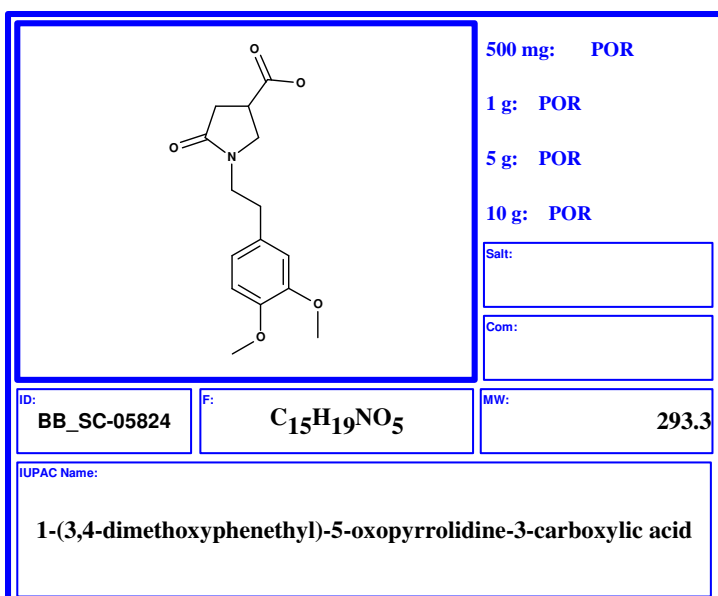 O
O
O
N
O
O
500 mg: POR
1 g: POR
5 g: POR
10 g: POR
Salt:
Com:
ID:
BB_SC-05824
F:
C15H19NO5
MW:
293.3
IUPAC Name:
1-(3,4-dimethoxyphenethyl)-5-oxopyrrolidine-3-carboxylic acid